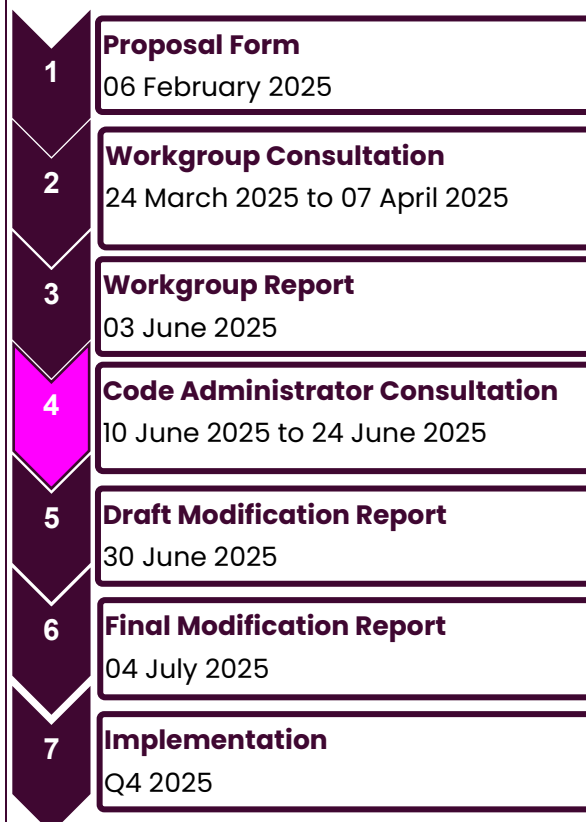 1
Proposal Form
06 February 2025
2
Workgroup Consultation
24 March 2025 to 07 April 2025
3
Workgroup Report
03 June 2025
4
Code Administrator Consultation
10 June 2025 to 24 June 2025
5
Draft Modification Report
30 June 2025
6
Final Modification Report
04 July 2025
7
Implementation
Q4 2025